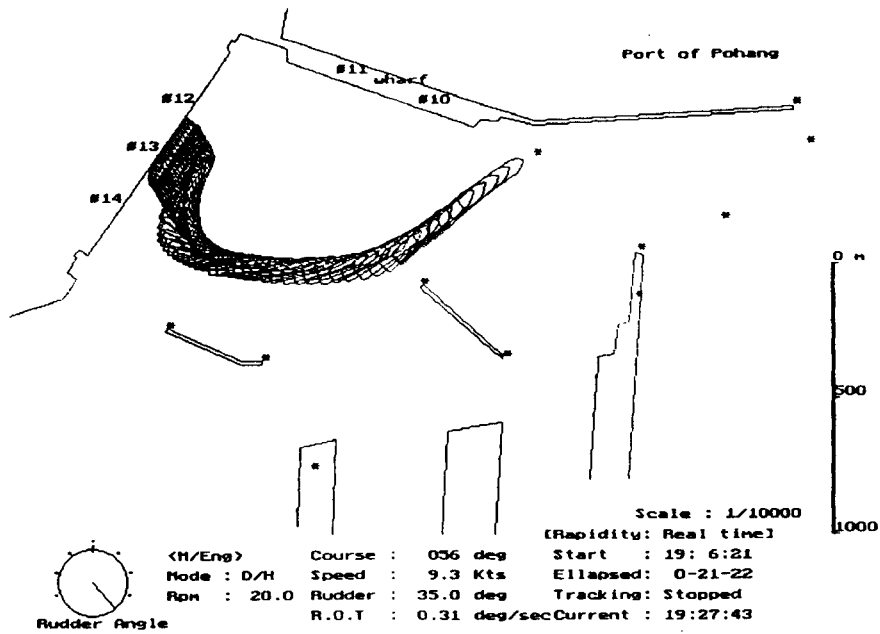 Port of Pohang
#11
wharf
#10
#12
#13
#14
0 m
500
1000
Scale : 1/10000
[Rapidity: Real time]
<M/Eng> Course : 056 deg Start : 19: 6:21
Mode : D/H Speed : 9.3 Kts Ellapsed: 0-21-22
Rpm : 20.0 Rudder : 35.0 deg Tracking: Stopped
R.O.T : 0.31 deg/sec Current : 19:27:43
Rudder Angle